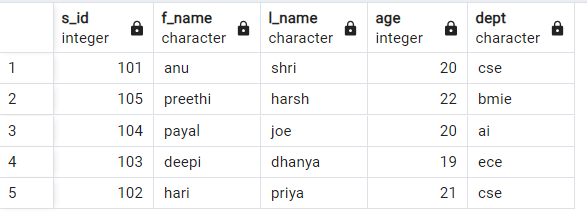 s_id f_name l_name age dept
integer character character integer character
1 101 anu shri 20 cse
2 105 preethi harsh 22 bmie
3 104 payal joe 20 ai
4 103 deepi dhanya 19 ece
5 102 hari priya 21 cse